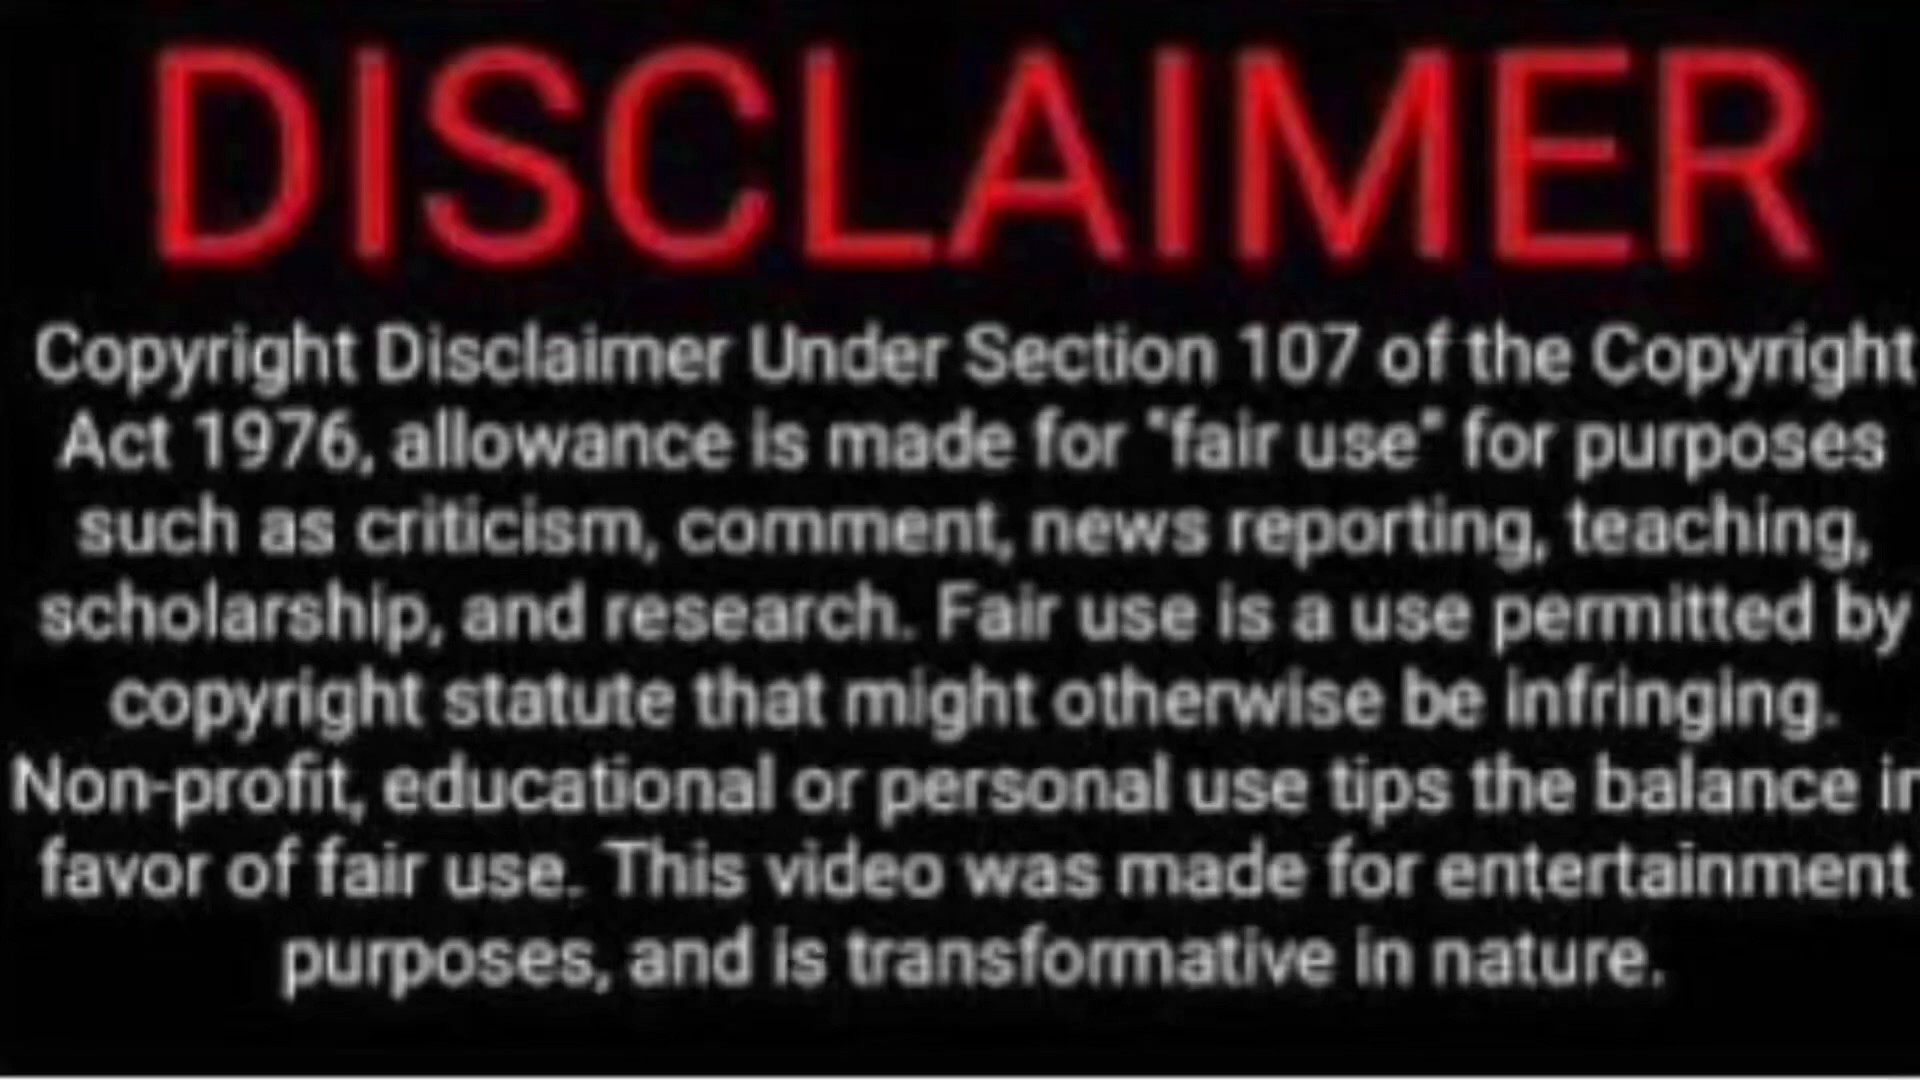 DISCLAIMER
Copyright Disclaimer Under Section 107 of the Copyright
Act 1976, allowance is made for "fair use" for purposes
such as criticism, comment, news reporting, teaching,
scholarship, and research. Fair use is a use permitted by
copyright statute that might otherwise be infringing.
Non-profit, educational or personal use tips the balance in
favor of fair use. This video was made for entertainment
purposes, and is transformative in nature.